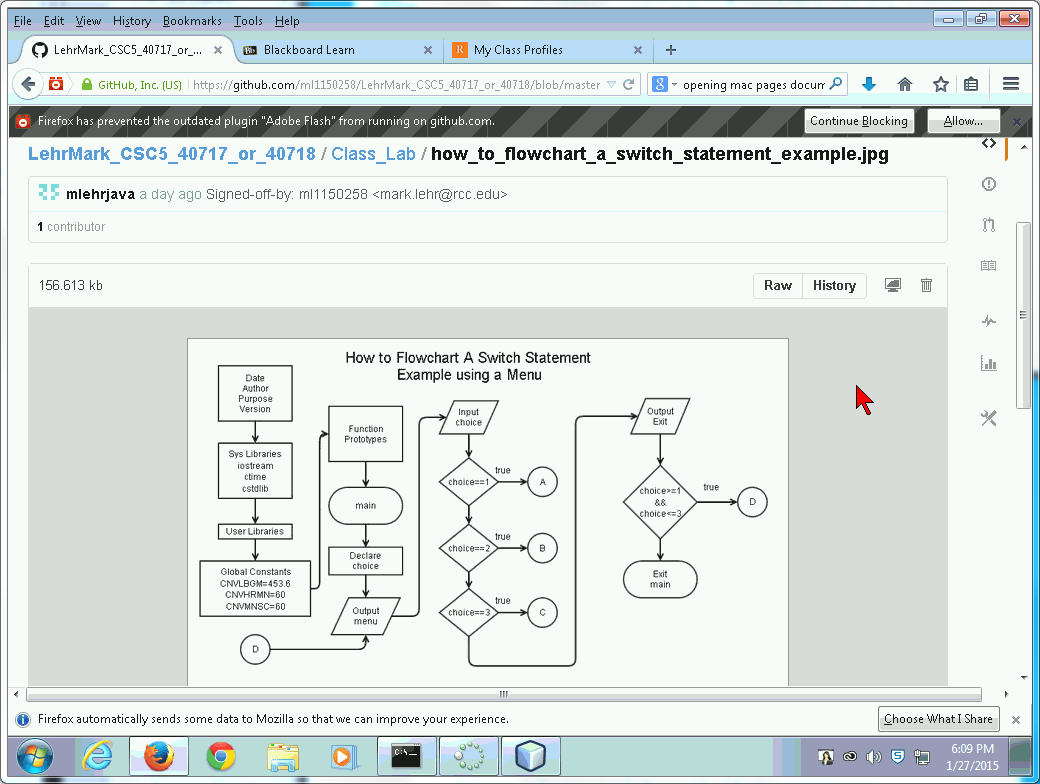 File Edit View History Bookmarks Tools Help
LehrMark_CSC5_40717_or_...
Blackboard Learn
My Class Profiles
GitHub, Inc. (US)
https://github.com/ml1150258/LehrMark_CSC5_40717_or_40718/blob/master
opening mac pages docum
Firefox has prevented the outdated plugin "Adobe Flash" from running on github.com.
Continue Blocking
Allow...
LehrMark_CSC5_40717_or_40718 / Class_Lab / how_to_flowchart_a_switch_statement_example.jpg
mlehrjava a day ago Signed-off-by: ml1150258 <mark.lehr@rcc.edu>
1 contributor
156.613 kb
Raw
History
How to Flowchart A Switch Statement
Example using a Menu
Date
Author
Purpose
Version
Sys Libraries
iostream
ctime
cstdlib
User Libraries
Global Constants
CNVLBGM=453.6
CNVHRMN=60
CNVMNSC=60
D
Function
Prototypes
main
Declare
choice
Output
menu
Input
choice
choice==1
true
A
choice==2
true
B
choice==3
true
C
Output
Exit
choice>=1
&&
choice<=3
true
D
Exit
main
Firefox automatically sends some data to Mozilla so that we can improve your experience.
Choose What I Share
C:\
6:09 PM
1/27/2015